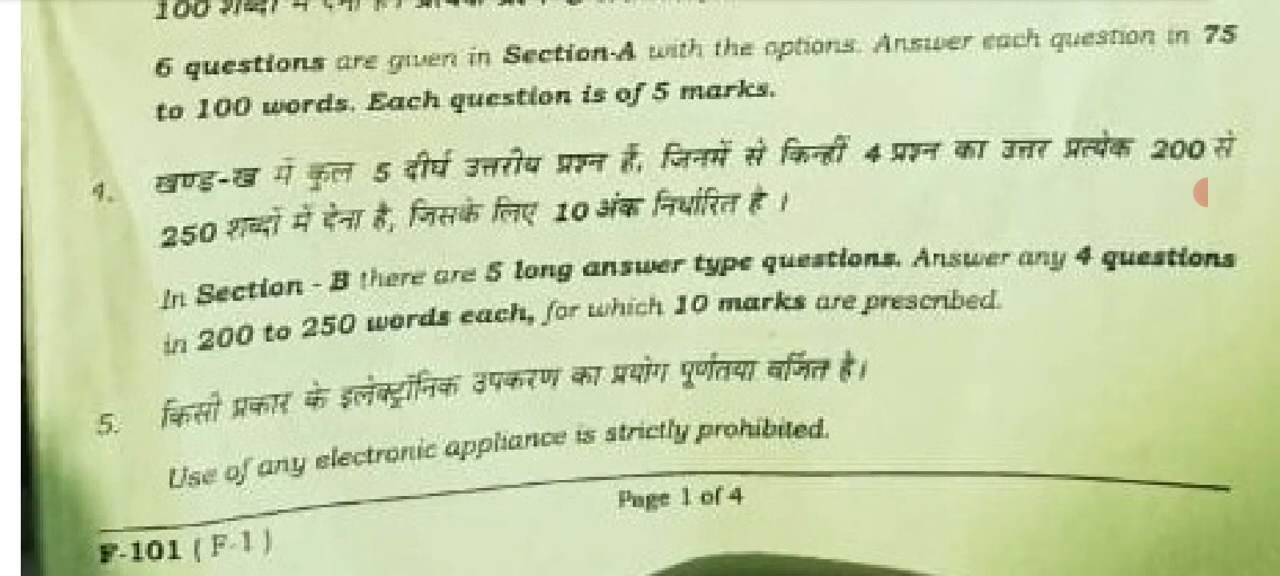 100 शब्दों में देना है। प्रत्येक
6 questions are given in Section-A with the options. Answer each question in 75
to 100 words. Each question is of 5 marks.
4. खण्ड-ख में कुल 5 दीर्घ उत्तरीय प्रश्न हैं, जिनमें से किन्हीं 4 प्रश्न का उत्तर प्रत्येक 200 से
250 शब्दों में देना है, जिसके लिए 10 अंक निर्धारित है ।
In Section - B there are 5 long answer type questions. Answer any 4 questions
in 200 to 250 words each, for which 10 marks are prescribed.
5. किसी प्रकार के इलेक्ट्रॉनिक उपकरण का प्रयोग पूर्णतया वर्जित है।
Use of any electronic appliance is strictly prohibited.
Page 1 of 4
F-101 ( F-1 )